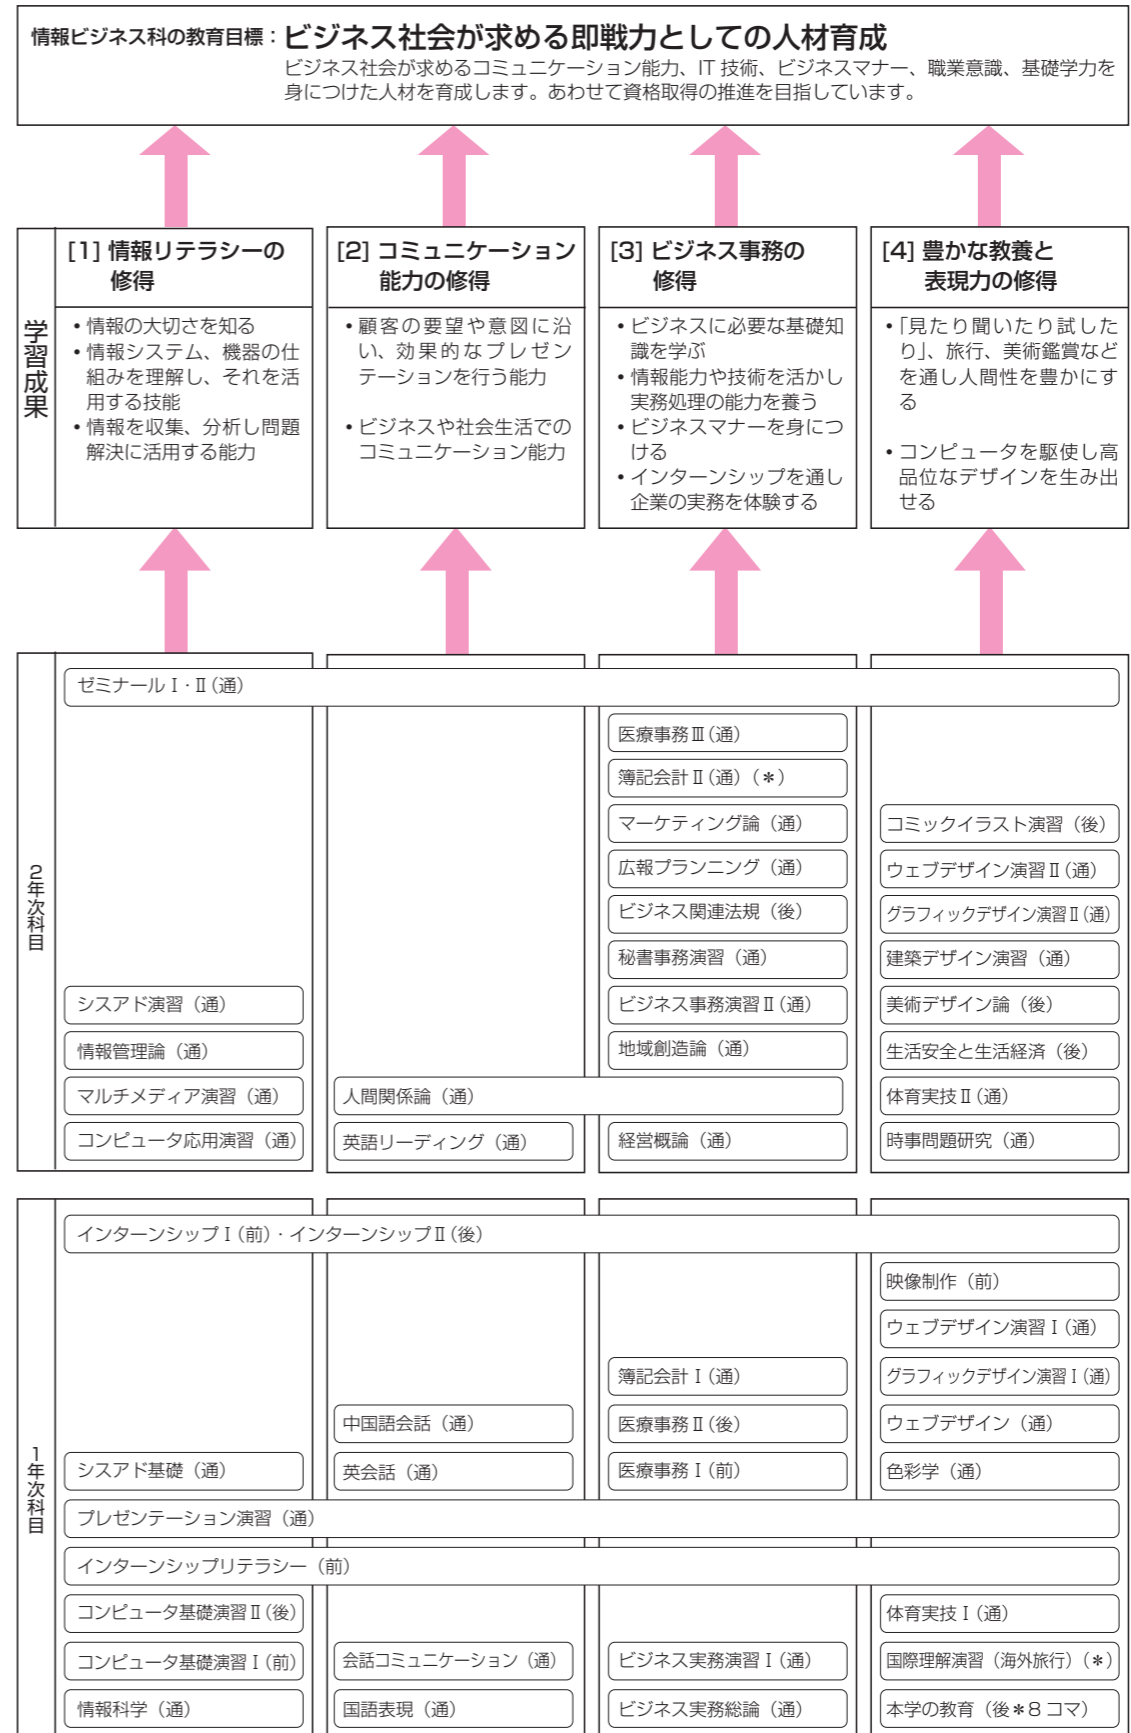 情報ビジネス科の教育目標：ビジネス社会が求める即戦力としての人材育成
ビジネス社会が求めるコミュニケーション能力、IT 技術、ビジネスマナー、職業意識、基礎学力を
身につけた人材を育成します。あわせて資格取得の推進を目指しています。
学習成果
[1] 情報リテラシーの
修得
• 情報の大切さを知る
• 情報システム、機器の仕
組みを理解し、それを活
用する技能
• 情報を収集、分析し問題
解決に活用する能力
[2] コミュニケーション
能力の修得
• 顧客の要望や意図に沿
い、効果的なプレゼン
テーションを行う能力
• ビジネスや社会生活での
コミュニケーション能力
[3] ビジネス事務の
修得
• ビジネスに必要な基礎知
識を学ぶ
• 情報能力や技術を活かし
実務処理の能力を養う
• ビジネスマナーを身につ
ける
• インターンシップを通し
企業の実務を体験する
[4] 豊かな教養と
表現力の修得
• 「見たり聞いたり試した
り」、旅行、美術鑑賞など
を通し人間性を豊かにす
る
• コンピュータを駆使し高
品位なデザインを生み出
せる
2年次科目
ゼミナールⅠ・Ⅱ（通）
シスアド演習（通）
情報管理論（通）
マルチメディア演習（通）
コンピュータ応用演習（通）
人間関係論（通）
英語リーディング（通）
医療事務Ⅲ（通）
簿記会計Ⅱ（通）（＊）
マーケティング論（通）
広報プランニング（通）
ビジネス関連法規（後）
秘書事務演習（通）
ビジネス事務演習Ⅱ（通）
地域創造論（通）
経営概論（通）
コミックイラスト演習（後）
ウェブデザイン演習Ⅱ（通）
グラフィックデザイン演習Ⅱ（通）
建築デザイン演習（通）
美術デザイン論（後）
生活安全と生活経済（後）
体育実技Ⅱ（通）
時事問題研究（通）
1年次科目
インターンシップⅠ（前）・インターンシップⅡ（後）
シスアド基礎（通）
中国語会話（通）
英会話（通）
簿記会計Ⅰ（通）
医療事務Ⅱ（後）
医療事務Ⅰ（前）
映像制作（前）
ウェブデザイン演習Ⅰ（通）
グラフィックデザイン演習Ⅰ（通）
ウェブデザイン（通）
色彩学（通）
プレゼンテーション演習（通）
インターンシップリテラシー（前）
コンピュータ基礎演習Ⅱ（後）
コンピュータ基礎演習Ⅰ（前）
情報科学（通）
会話コミュニケーション（通）
国語表現（通）
ビジネス実務演習Ⅰ（通）
ビジネス実務総論（通）
体育実技Ⅰ（通）
国際理解演習（海外旅行）（＊）
本学の教育（後＊8コマ）